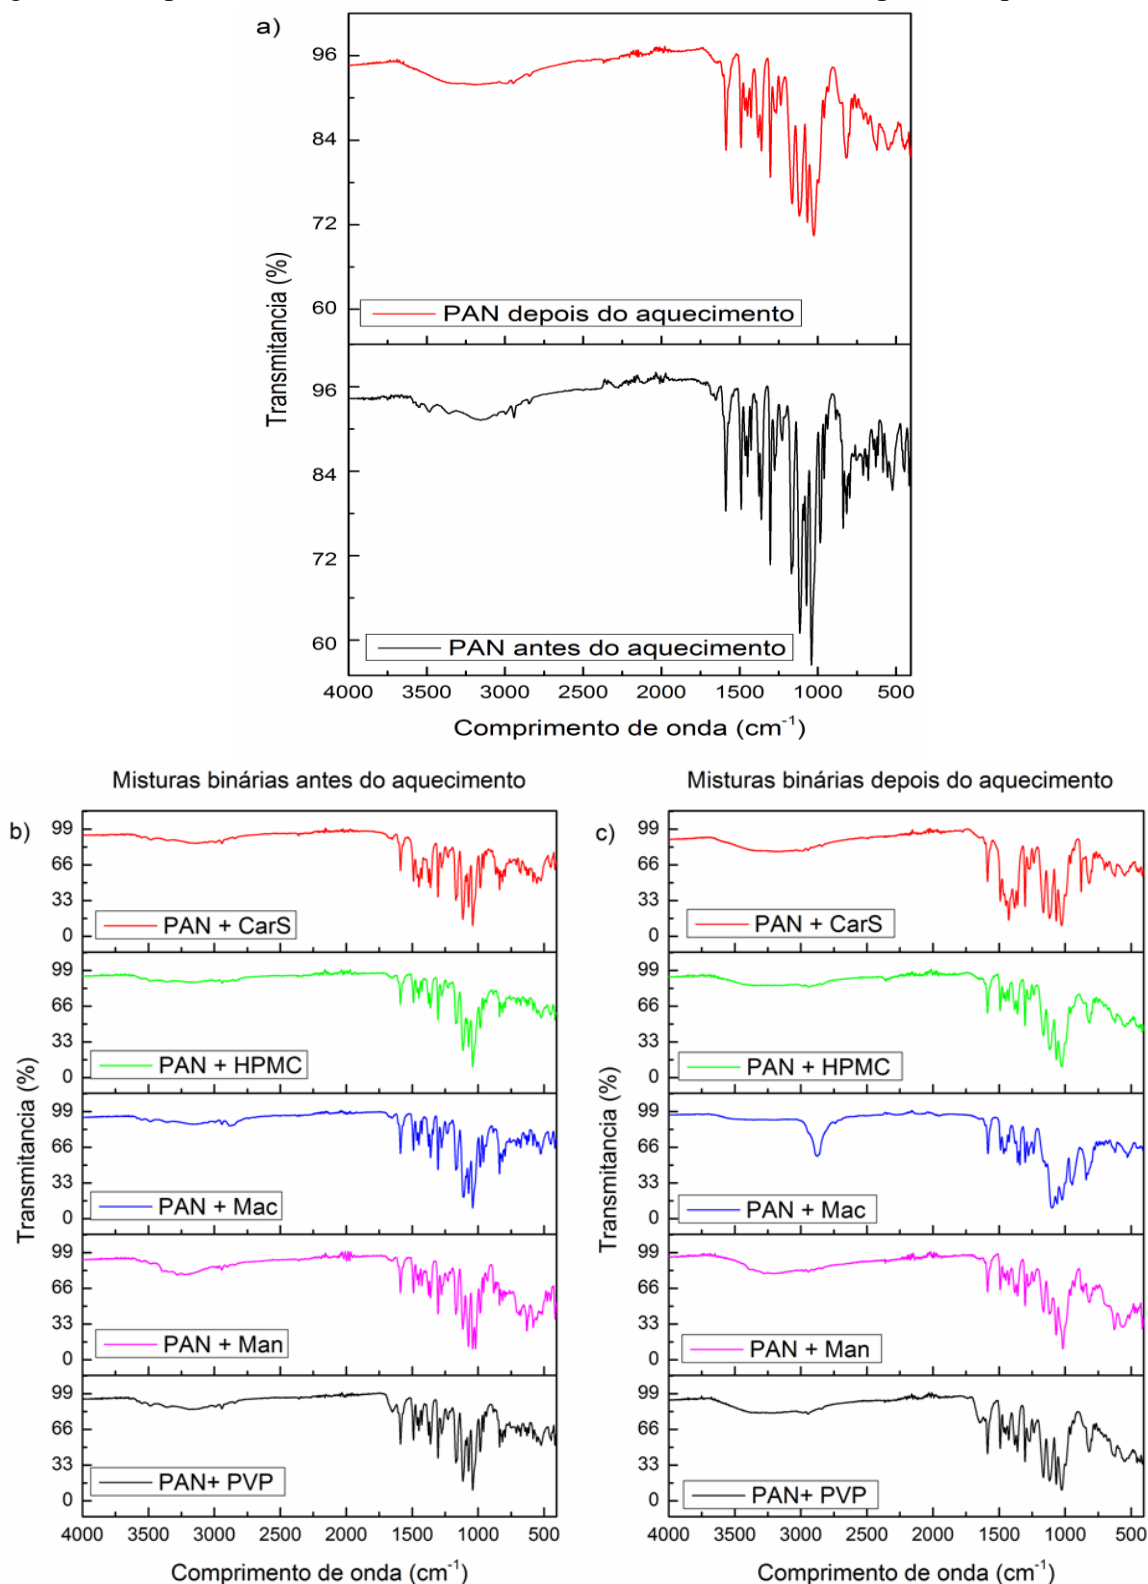 a)
96
84
72
60
PAN depois do aquecimento
96
84
72
60
PAN antes do aquecimento
Transmitancia (%)
4000 3500 3000 2500 2000 1500 1000 500
Comprimento de onda (cm-1)
Misturas binárias antes do aquecimento
b)
99
66
33
0
PAN + CarS
99
66
33
0
PAN + HPMC
99
66
33
0
PAN + Mac
99
66
33
0
PAN + Man
99
66
33
0
PAN+ PVP
Transmitancia (%)
4000 3500 3000 2500 2000 1500 1000 500
Comprimento de onda (cm-1)
Misturas binárias depois do aquecimento
c)
99
66
33
0
PAN + CarS
99
66
33
0
PAN + HPMC
99
66
33
0
PAN + Mac
99
66
33
0
PAN + Man
99
66
33
0
PAN+ PVP
Transmitancia (%)
4000 3500 3000 2500 2000 1500 1000 500
Comprimento de onda (cm-1)